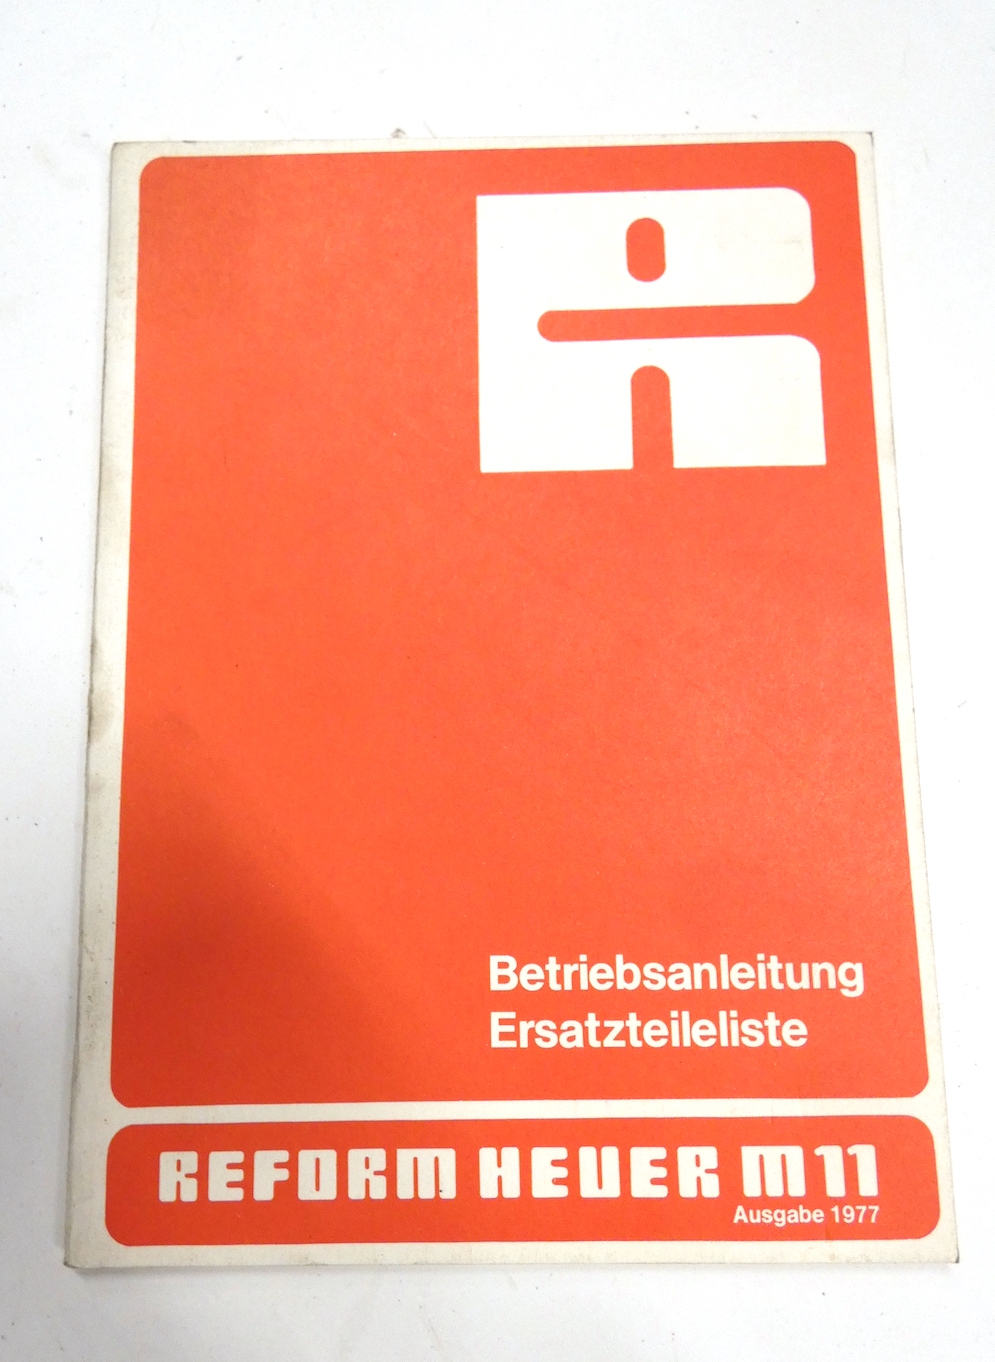 R
Betriebsanleitung
Ersatzteileliste
REFORM HEUER M11
Ausgabe 1977